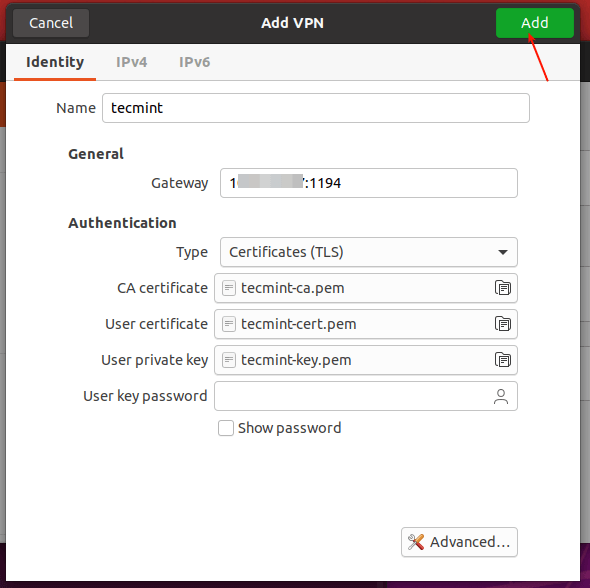 Cancel Add VPN Add
Identity IPv4 IPv6
Name tecmint
General
Gateway 1 :1194
Authentication
Type Certificates (TLS)
CA certificate tecmint-ca.pem
User certificate tecmint-cert.pem
User private key tecmint-key.pem
User key password
Show password
Advanced...